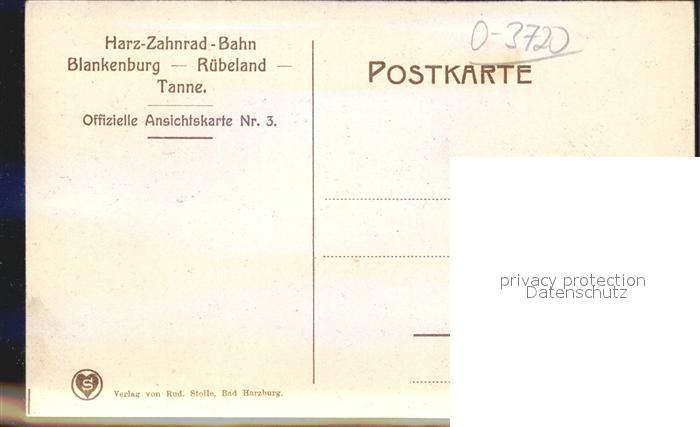 Harz-Zahnrad-Bahn
Blankenburg — Rübeland —
Tanne.
Offizielle Ansichtskarte Nr. 3.
O-3720
POSTKARTE
privacy protection
Datenschutz
S
Verlag von Rud. Stolle, Bad Harzburg.